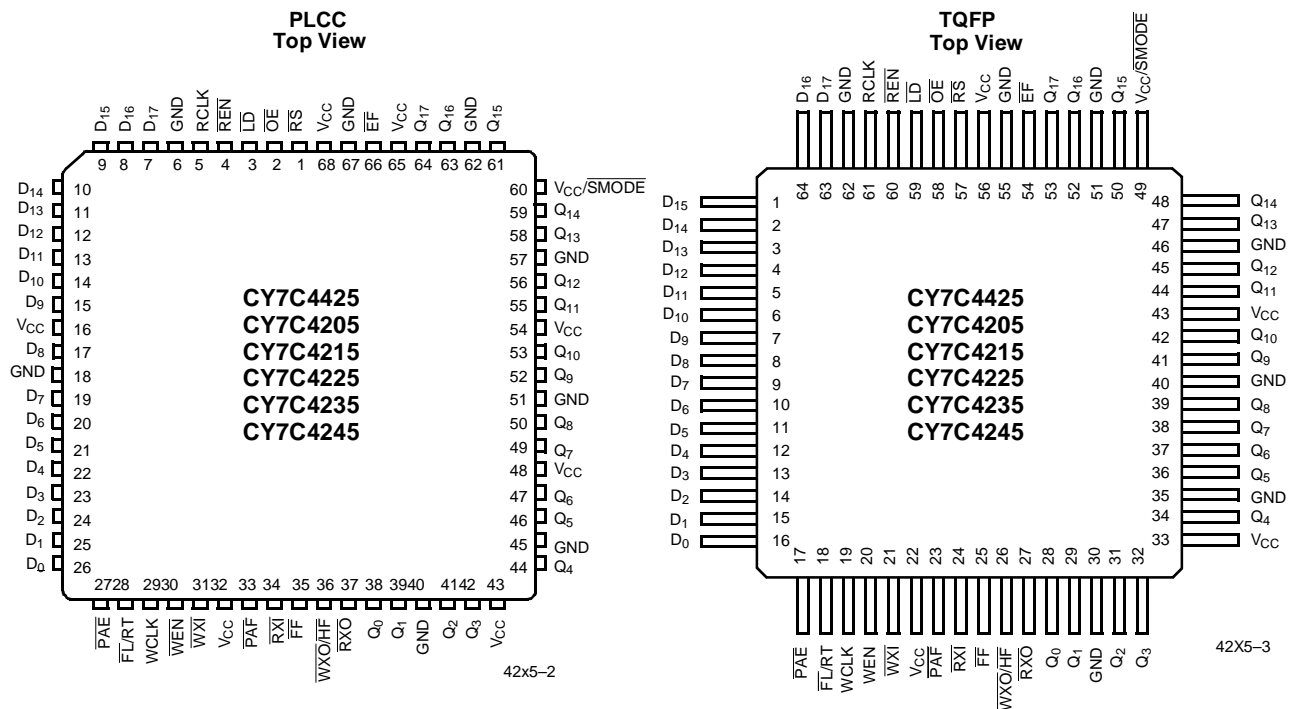 PLCC
Top View
D15 D16 D17 GND RCLK REN LD OE RS VCC GND EF VCC Q17 Q16 GND Q15
9 8 7 6 5 4 3 2 1 68 67 66 65 64 63 62 61
D14 10
D13 11
D12 12
D11 13
D10 14
D9 15
VCC 16
D8 17
GND 18
D7 19
D6 20
D5 21
D4 22
D3 23
D2 24
D1 25
D0 26
CY7C4425
CY7C4205
CY7C4215
CY7C4225
CY7C4235
CY7C4245
60 VCC/SMODE
59 Q14
58 Q13
57 GND
56 Q12
55 Q11
54 VCC
53 Q10
52 Q9
51 GND
50 Q8
49 Q7
48 VCC
47 Q6
46 Q5
45 GND
44 Q4
27 28 29 30 31 32 33 34 35 36 37 38 39 40 41 42 43
PAE FL/RT WCLK WEN WXI VCC PAF RXI FF WXO/HF RXO Q0 Q1 GND Q2 Q3 VCC
42x5–2
TQFP
Top View
D16 D17 GND RCLK REN LD OE RS VCC GND EF Q17 Q16 GND Q15 VCC/SMODE
64 63 62 61 60 59 58 57 56 55 54 53 52 51 50 49
D15 1
D14 2
D13 3
D12 4
D11 5
D10 6
D9 7
D8 8
D7 9
D6 10
D5 11
D4 12
D3 13
D2 14
D1 15
D0 16
CY7C4425
CY7C4205
CY7C4215
CY7C4225
CY7C4235
CY7C4245
48 Q14
47 Q13
46 GND
45 Q12
44 Q11
43 VCC
42 Q10
41 Q9
40 GND
39 Q8
38 Q7
37 Q6
36 Q5
35 GND
34 Q4
33 VCC
17 18 19 20 21 22 23 24 25 26 27 28 29 30 31 32
PAE FL/RT WCLK WEN WXI VCC PAF RXI FF WXO/HF RXO Q0 Q1 GND Q2 Q3
42X5–3